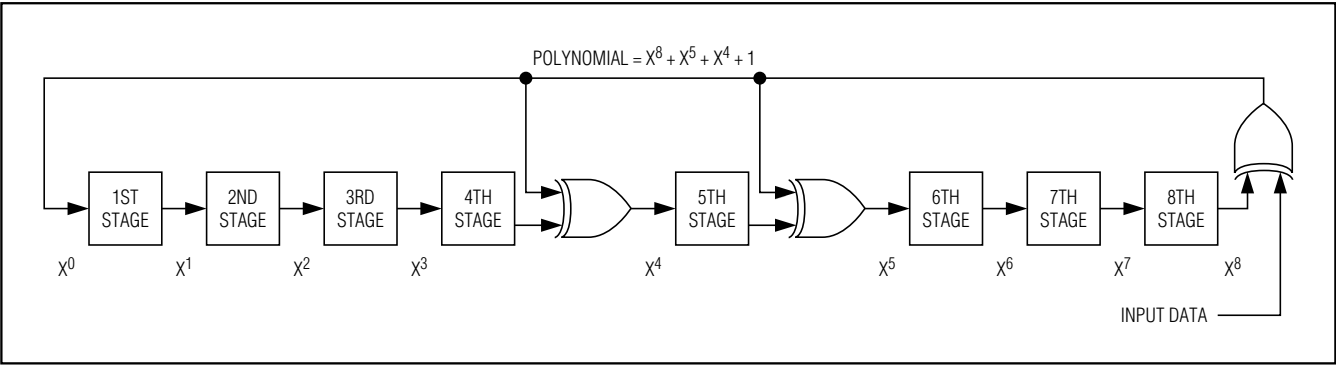 POLYNOMIAL = X⁸ + X⁵ + X⁴ + 1
1ST
STAGE
2ND
STAGE
3RD
STAGE
4TH
STAGE
5TH
STAGE
6TH
STAGE
7TH
STAGE
8TH
STAGE
X⁰
X¹
X²
X³
X⁴
X⁵
X⁶
X⁷
X⁸
INPUT DATA